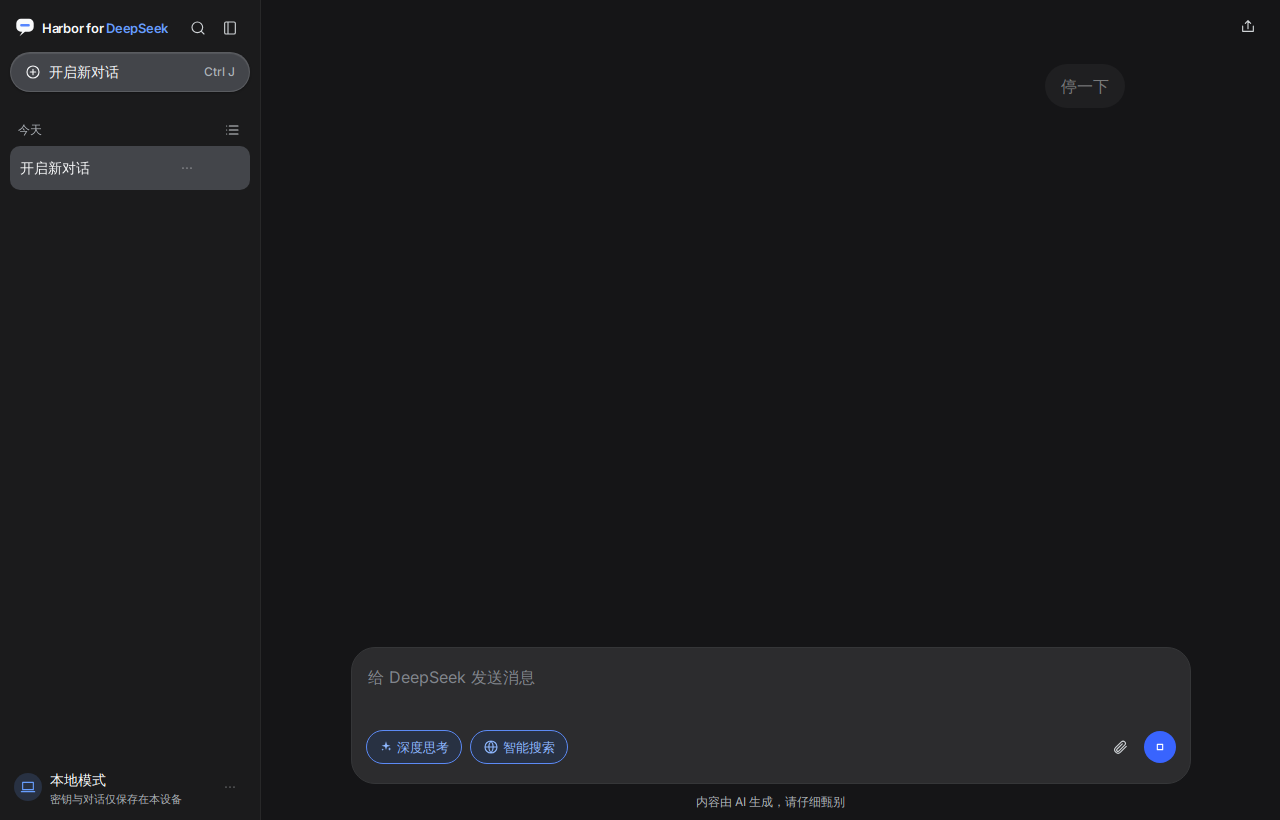 Harbor for DeepSeek
开启新对话 Ctrl J
今天
开启新对话
停一下
给 DeepSeek 发送消息
深度思考 智能搜索
本地模式
密钥与对话仅保存在本设备
内容由 AI 生成，请仔细甄别